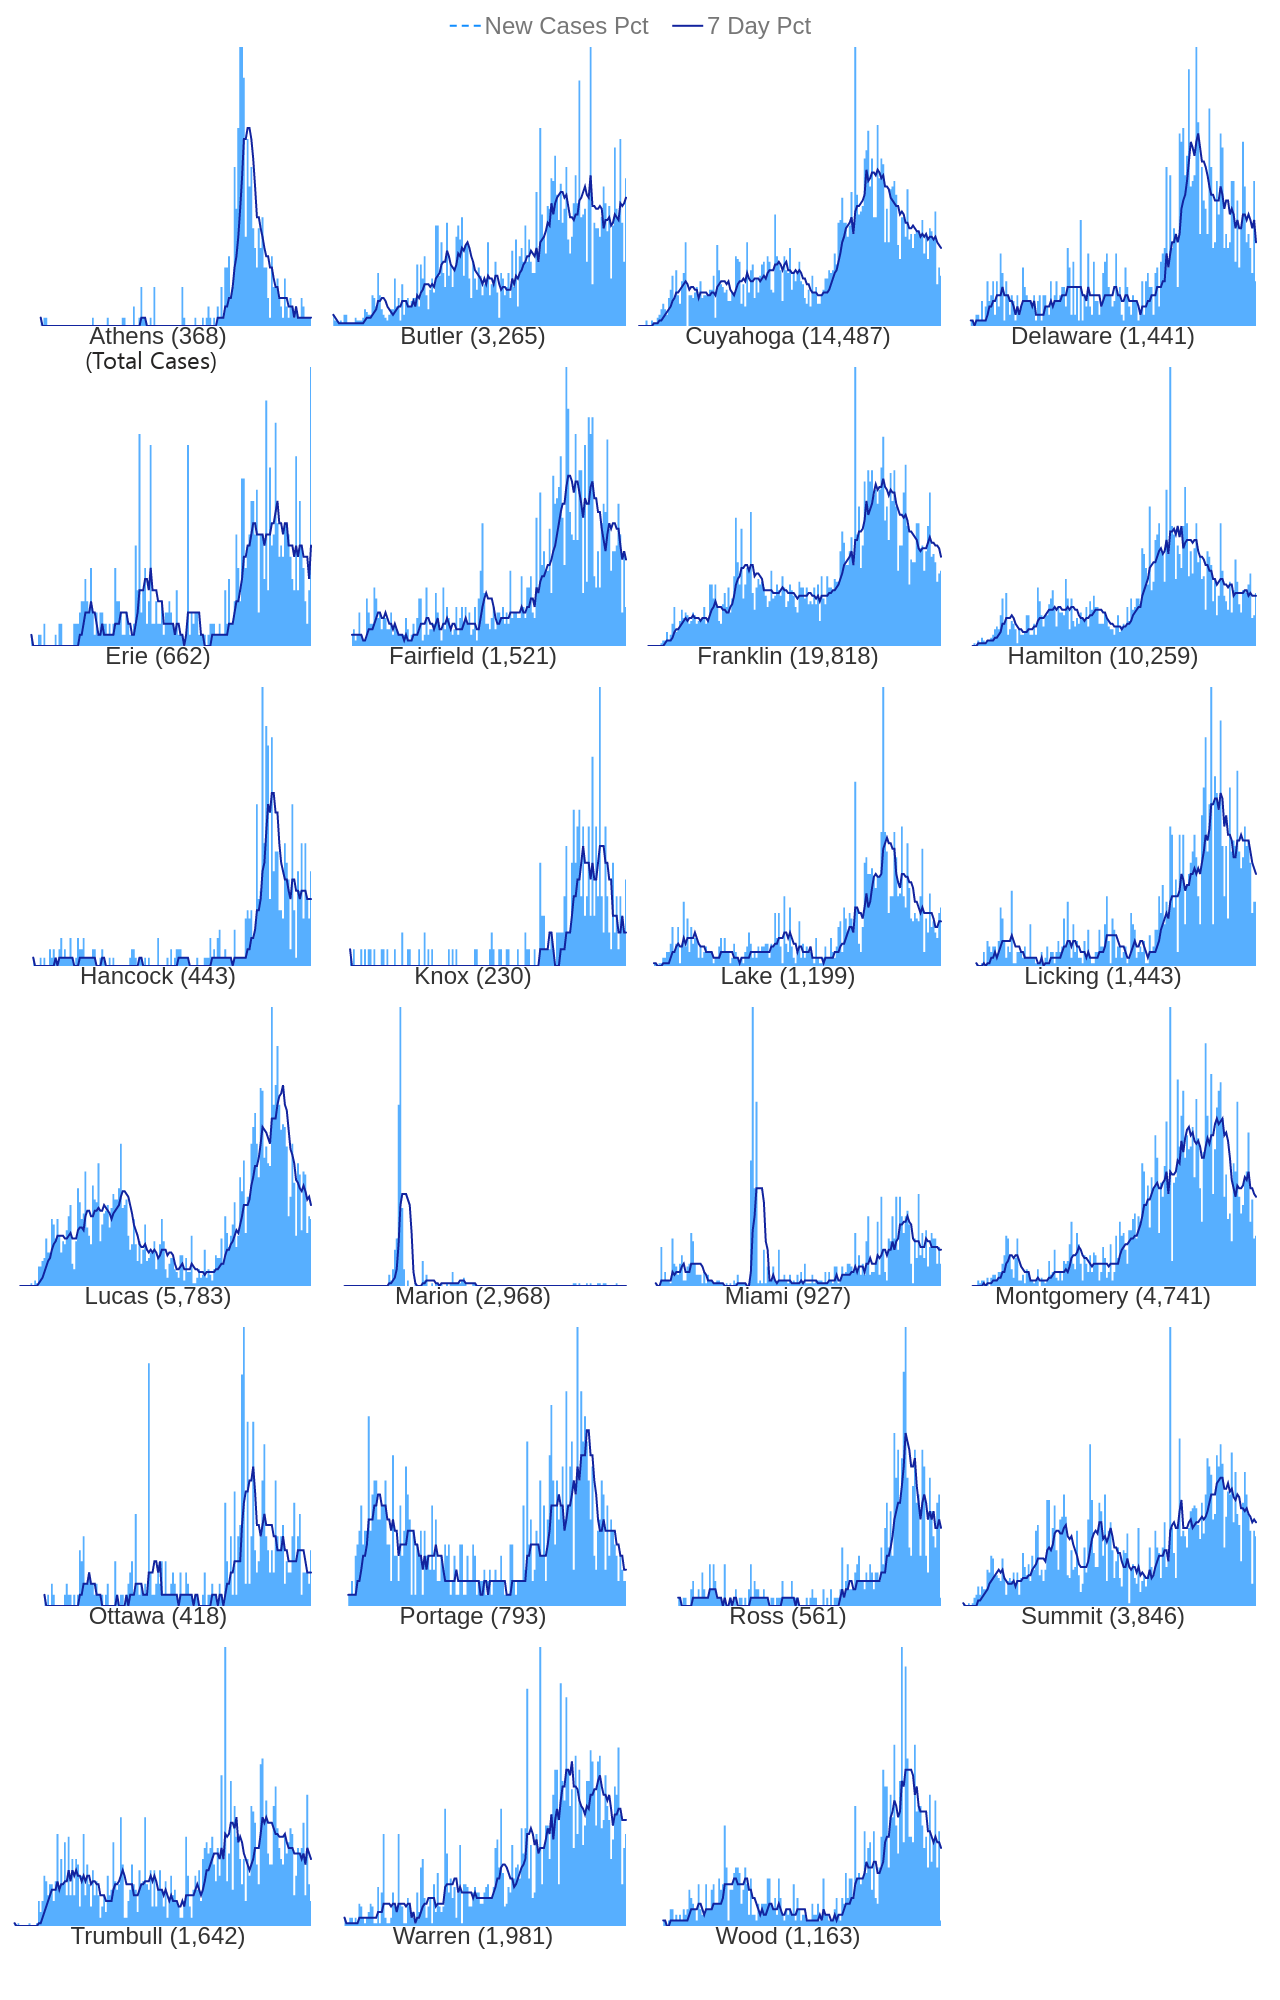 New Cases Pct 7 Day Pct
Athens (368) Butler (3,265) Cuyahoga (14,487) Delaware (1,441)
(Total Cases)
Erie (662) Fairfield (1,521) Franklin (19,818) Hamilton (10,259)
Hancock (443) Knox (230) Lake (1,199) Licking (1,443)
Lucas (5,783) Marion (2,968) Miami (927) Montgomery (4,741)
Ottawa (418) Portage (793) Ross (561) Summit (3,846)
Trumbull (1,642) Warren (1,981) Wood (1,163)